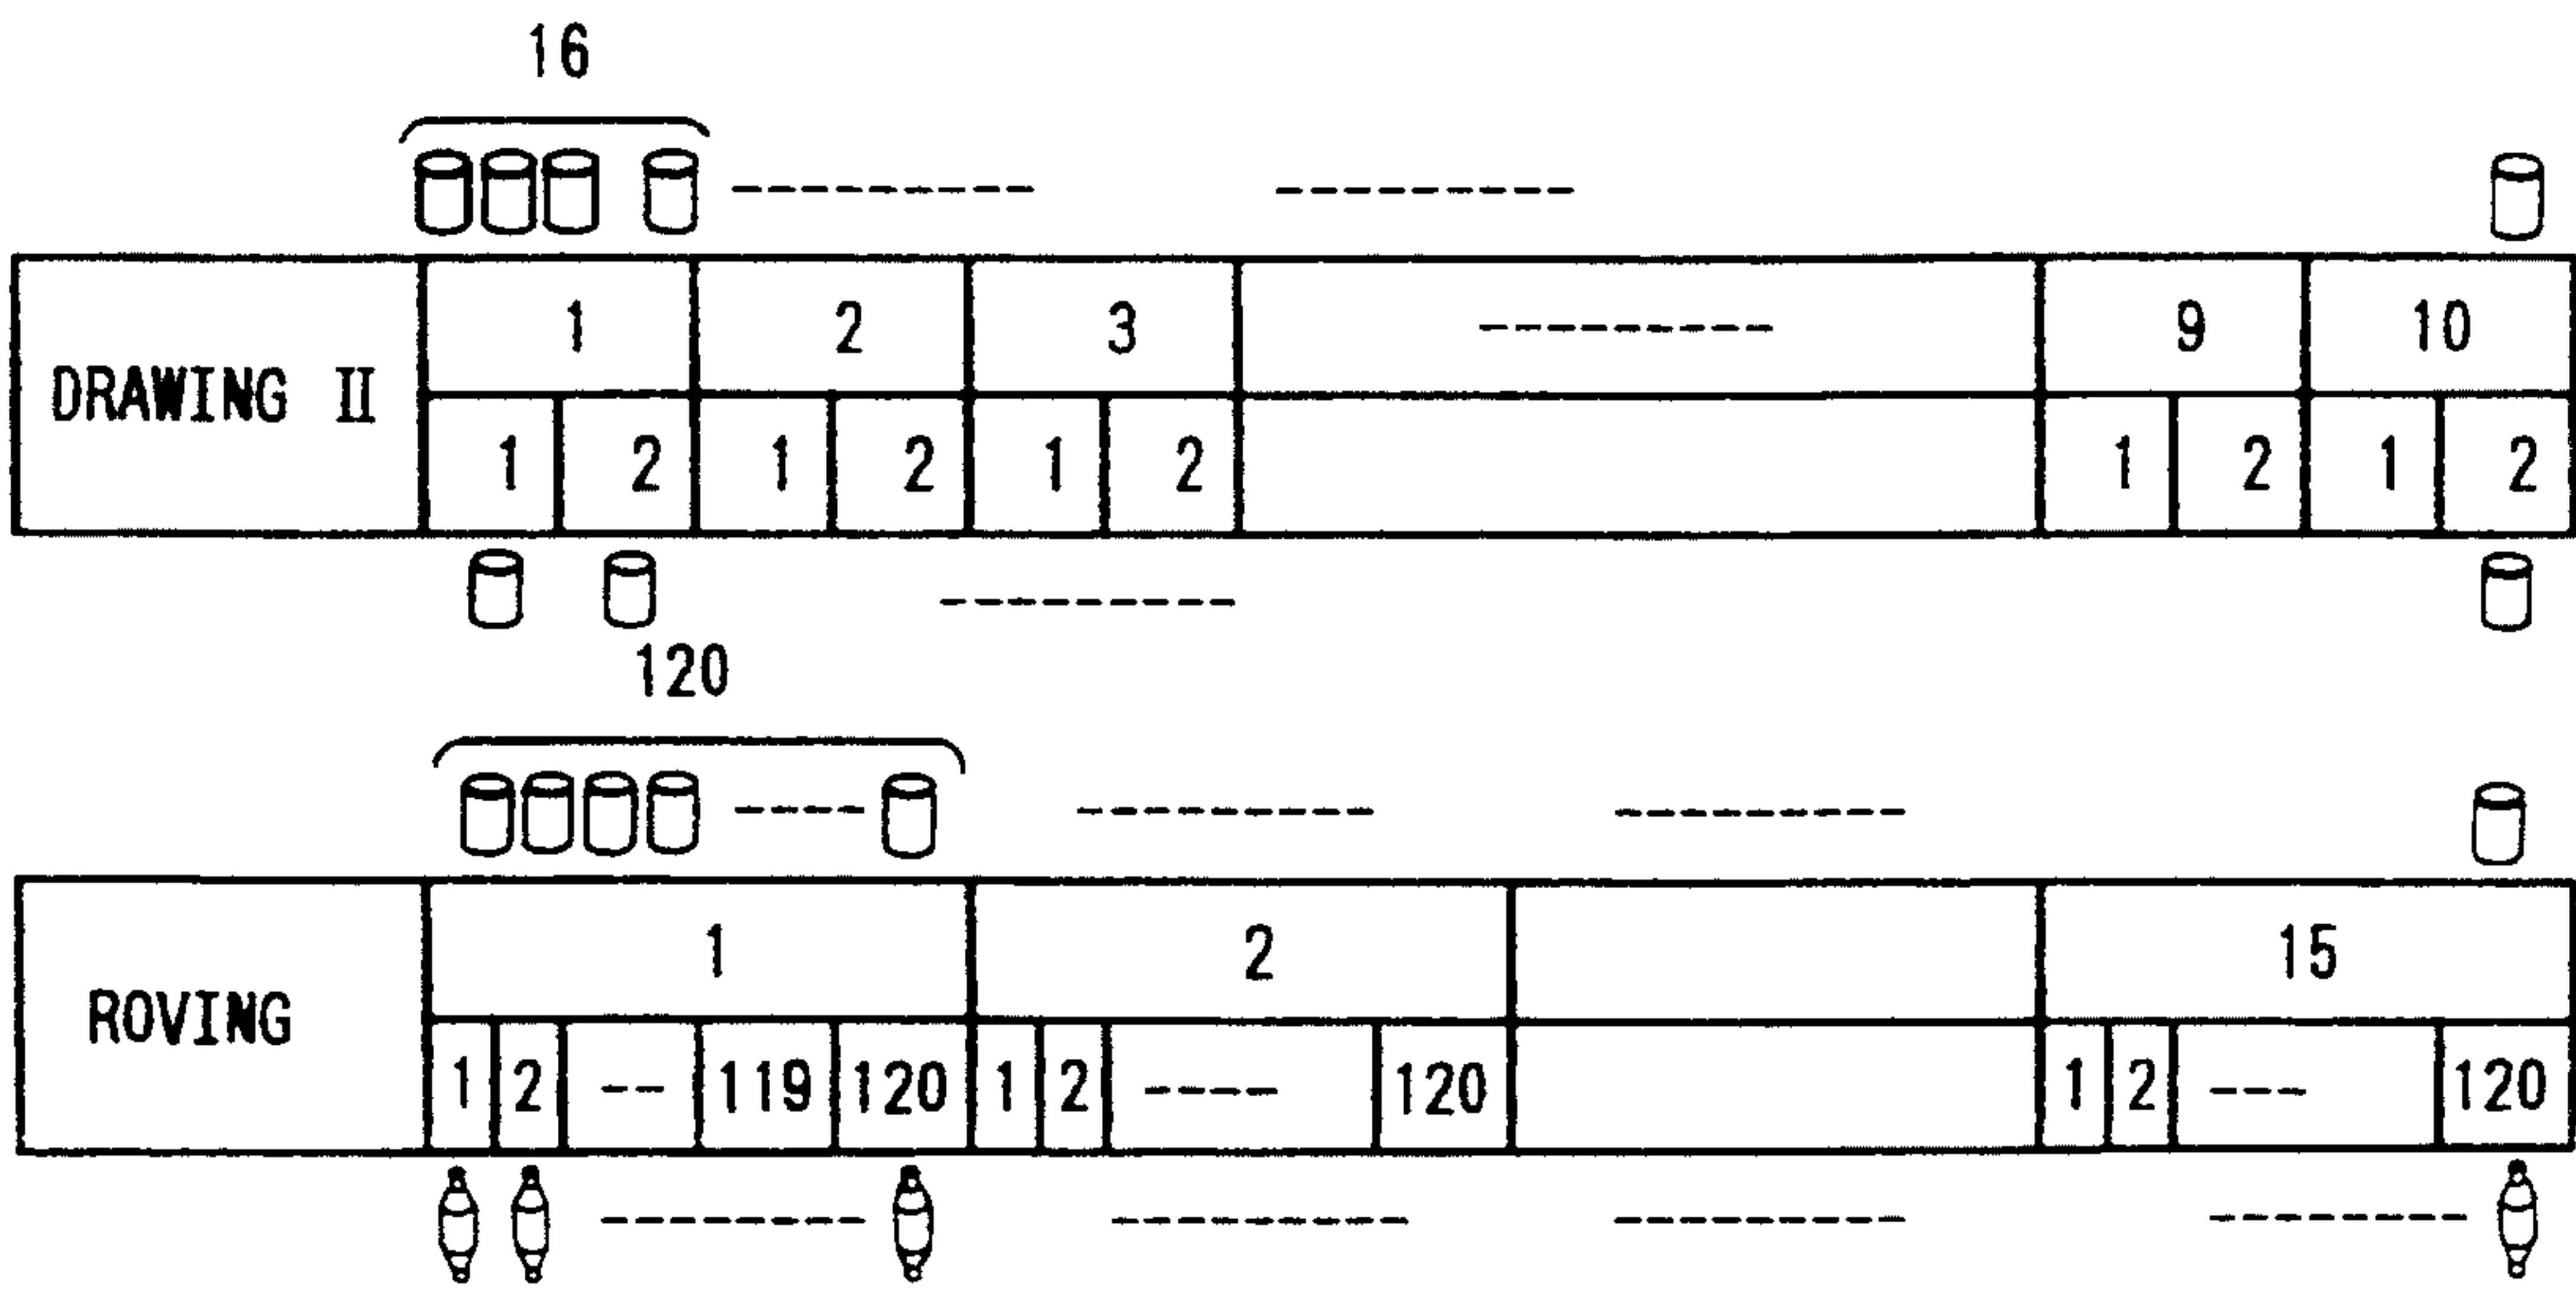 16
1 2 3 --------- 9 10
DRAWING II
1 2 1 2 1 2 1 2 1 2
120
1 2 15
ROVING
1 2 -- 119 120 1 2 ---- 120 1 2 --- 120